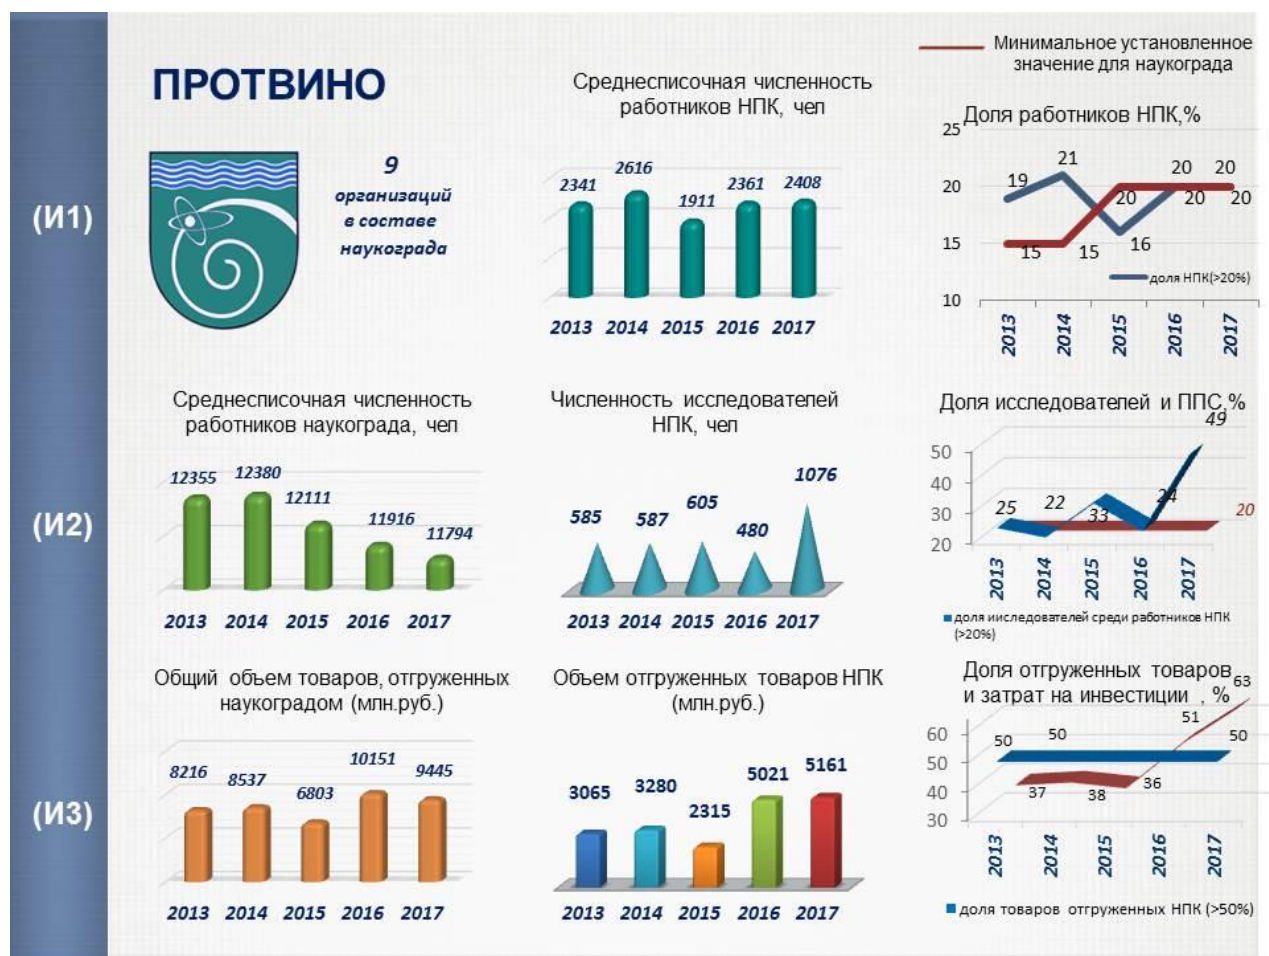 ПРОТВИНО
9
организаций
в составе
наукограда
(И1)
Среднесписочная численность
работников НПК, чел
2341
2616
1911
2361
2408
2013 2014 2015 2016 2017
Минимальное установленное
значение для наукограда
Доля работников НПК,%
25
20
15
10
19
21
20
16
20
20
20
20
15
15
доля НПК(>20%)
2013
2014
2015
2016
2017
(И2)
Среднесписочная численность
работников наукограда, чел
12355
12380
12111
11916
11794
2013 2014 2015 2016 2017
Численность исследователей
НПК, чел
585
587
605
480
1076
2013 2014 2015 2016 2017
Доля исследователей и ППС,%
50
40
30
20
25
22
33
24
49
20
2013
2014
2015
2016
2017
доля ииследователей среди работников НПК
(>20%)
(И3)
Общий объем товаров, отгруженных
наукоградом (млн.руб.)
8216
8537
6803
10151
9445
2013 2014 2015 2016 2017
Объем отгруженных товаров НПК
(млн.руб.)
3065
3280
2315
5021
5161
2013 2014 2015 2016 2017
Доля отгруженных товаров
и затрат на инвестиции , %
60
50
40
30
50
50
50
37
38
36
51
63
2013
2014
2015
2016
2017
доля товаров отгруженных НПК (>50%)